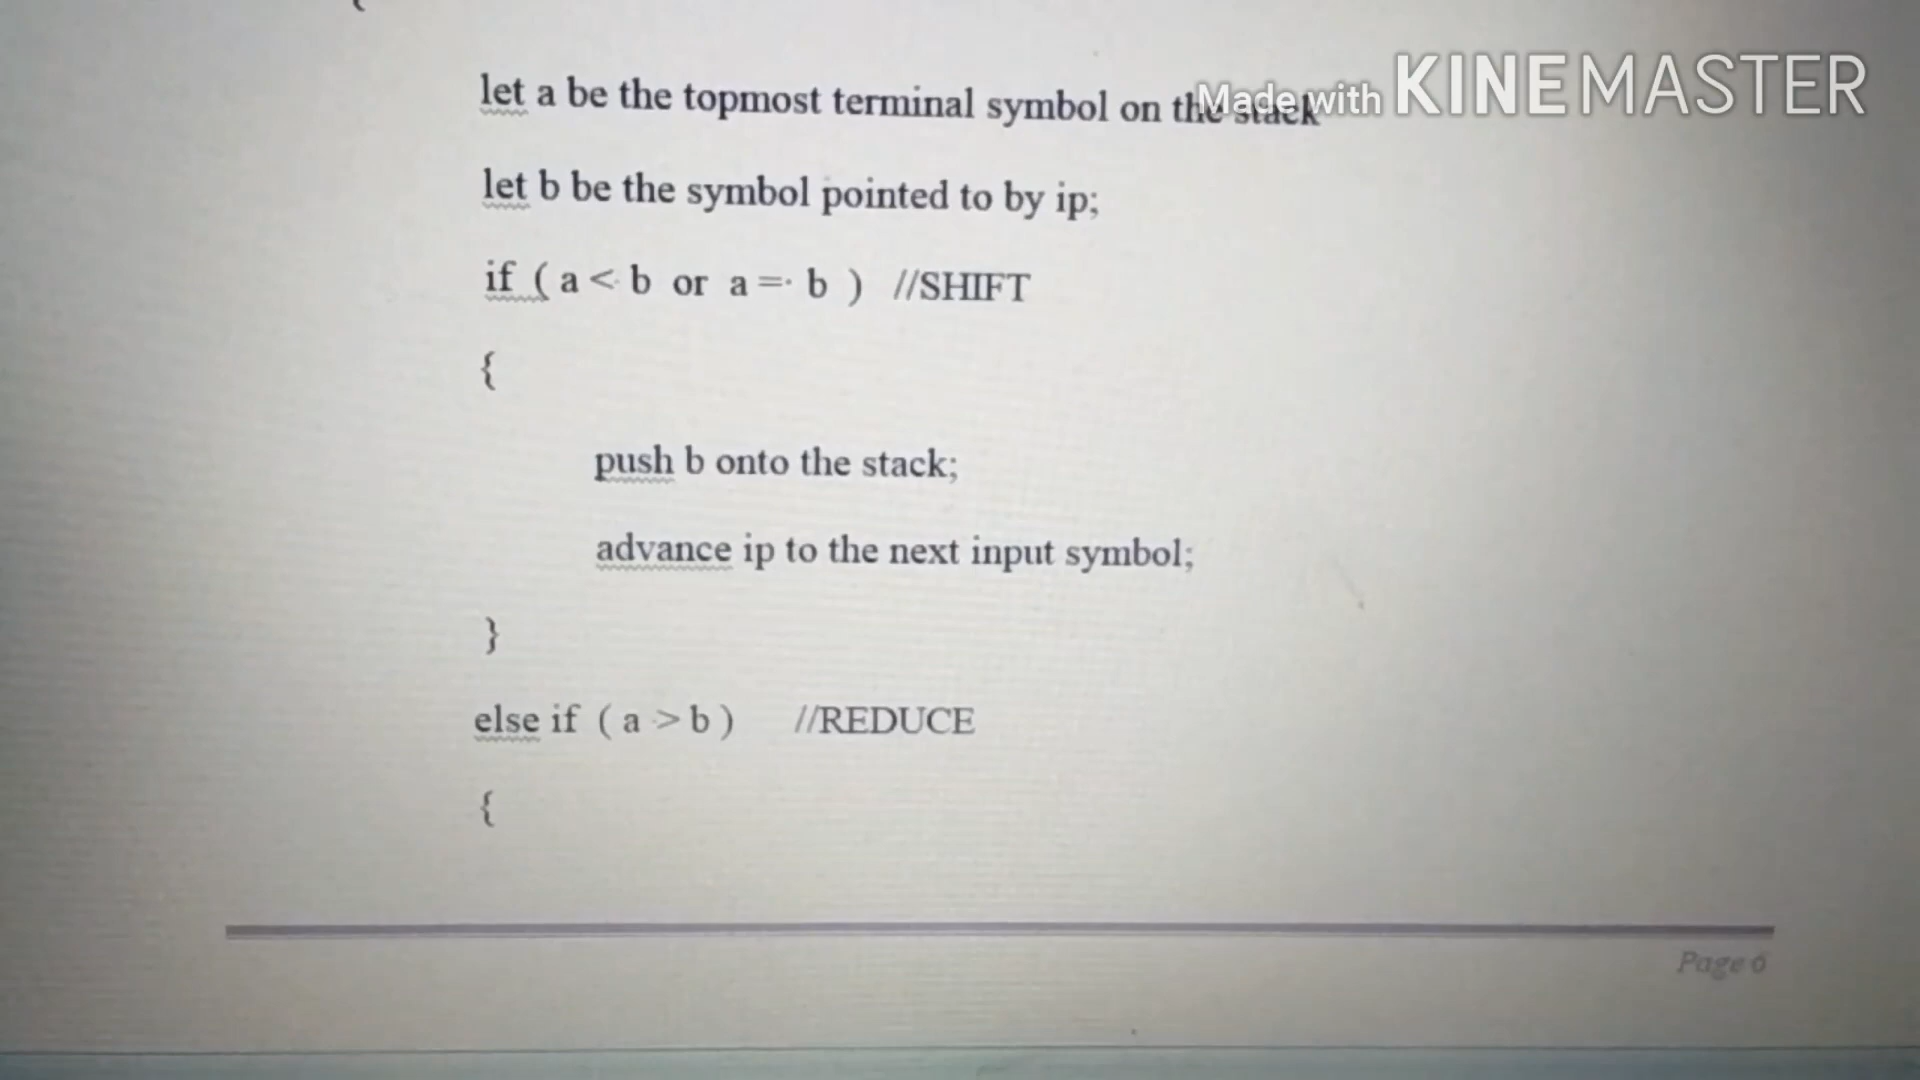 let a be the topmost terminal symbol on the stack
Made with KINEMASTER
let b be the symbol pointed to by ip;
if ( a <· b or a =· b ) //SHIFT
{
push b onto the stack;
advance ip to the next input symbol;
}
else if ( a ·> b ) //REDUCE
{
Page 6